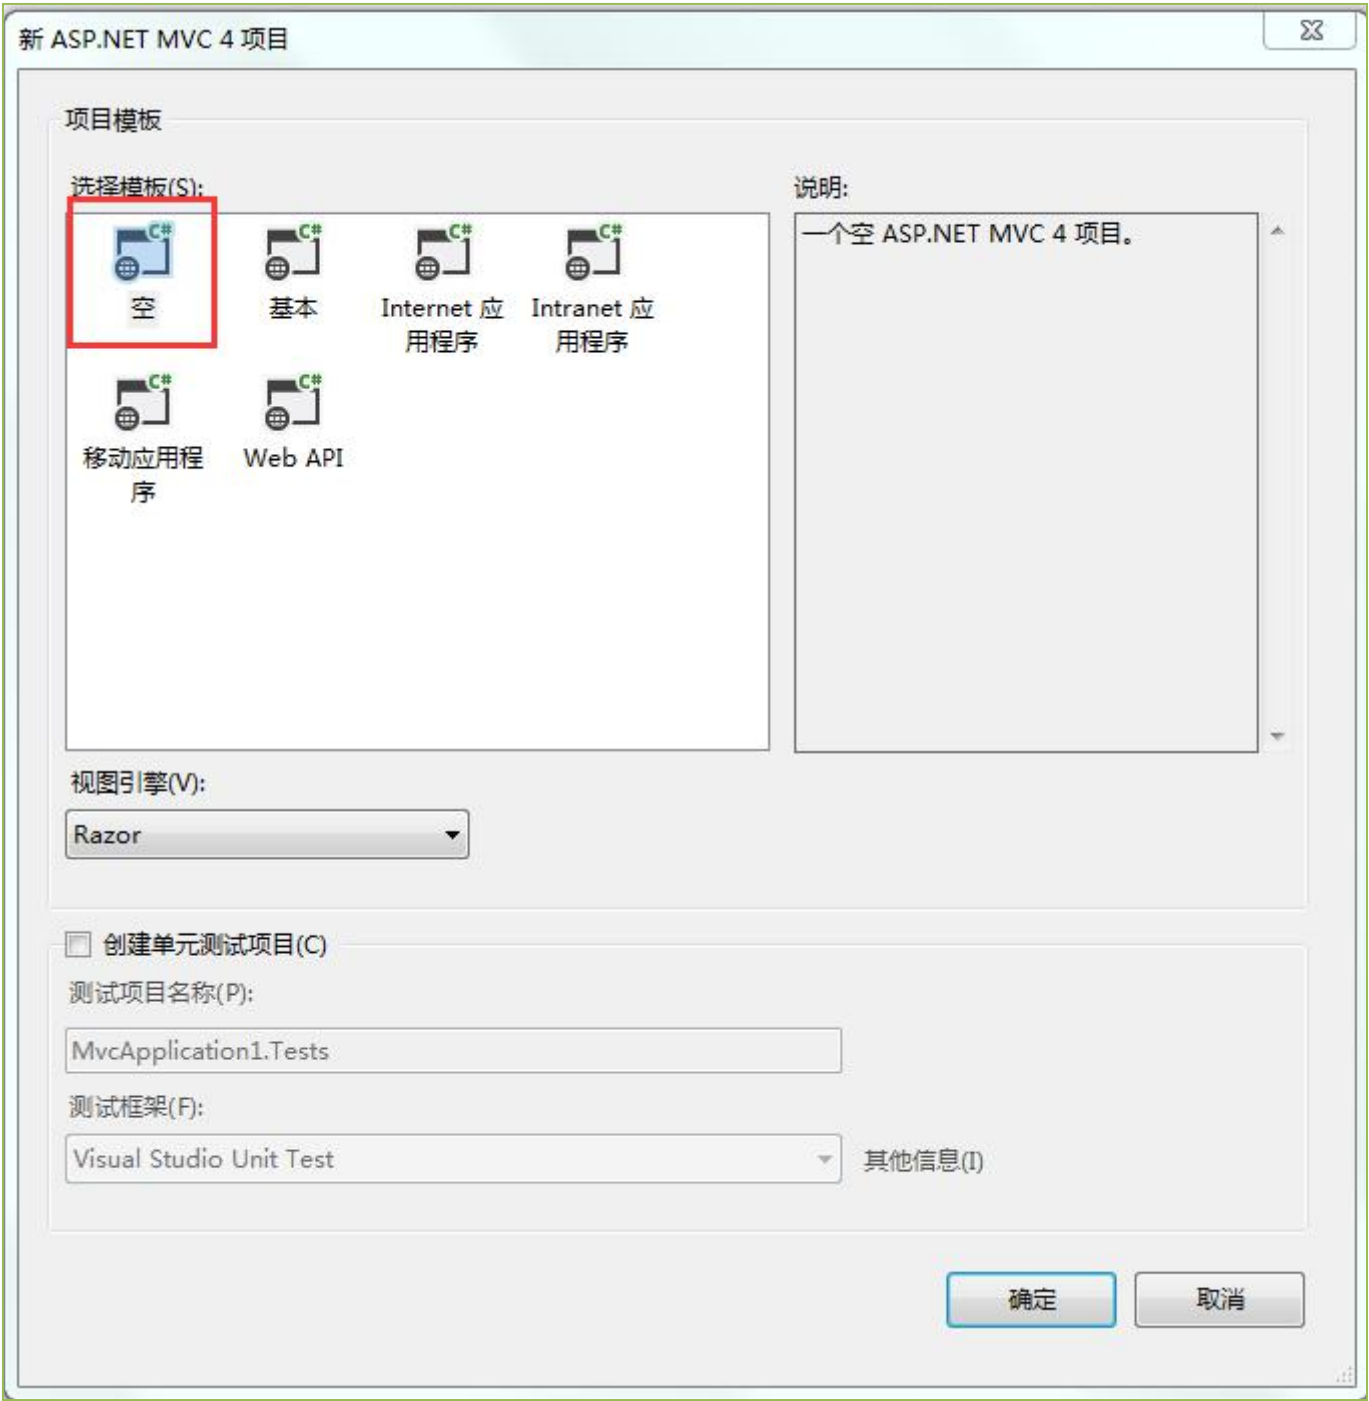 新 ASP.NET MVC 4 项目
项目模板
选择模板(S):
说明:
C#
C#
C#
C#
空
基本
Internet 应
用程序
Intranet 应
用程序
C#
C#
移动应用程
序
Web API
一个空 ASP.NET MVC 4 项目。
视图引擎(V):
Razor
创建单元测试项目(C)
测试项目名称(P):
MvcApplication1.Tests
测试框架(F):
Visual Studio Unit Test
其他信息(I)
确定
取消